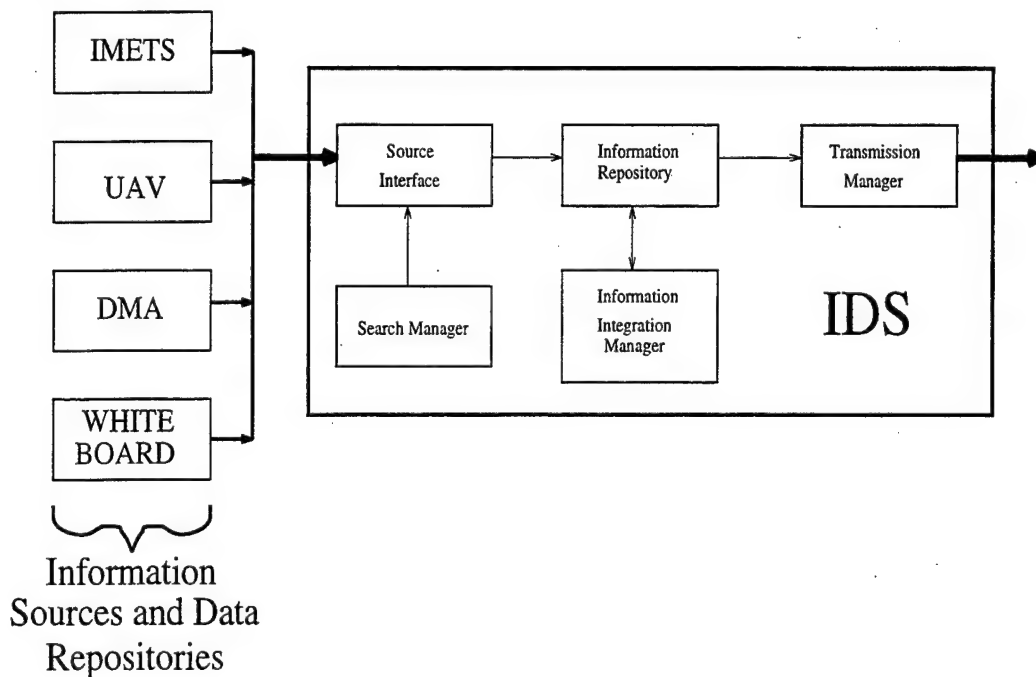 IMETS
UAV
DMA
WHITE
BOARD
Information
Sources and Data
Repositories
Source
Interface
Information
Repository
Transmission
Manager
Search Manager
Information
Integration
Manager
IDS